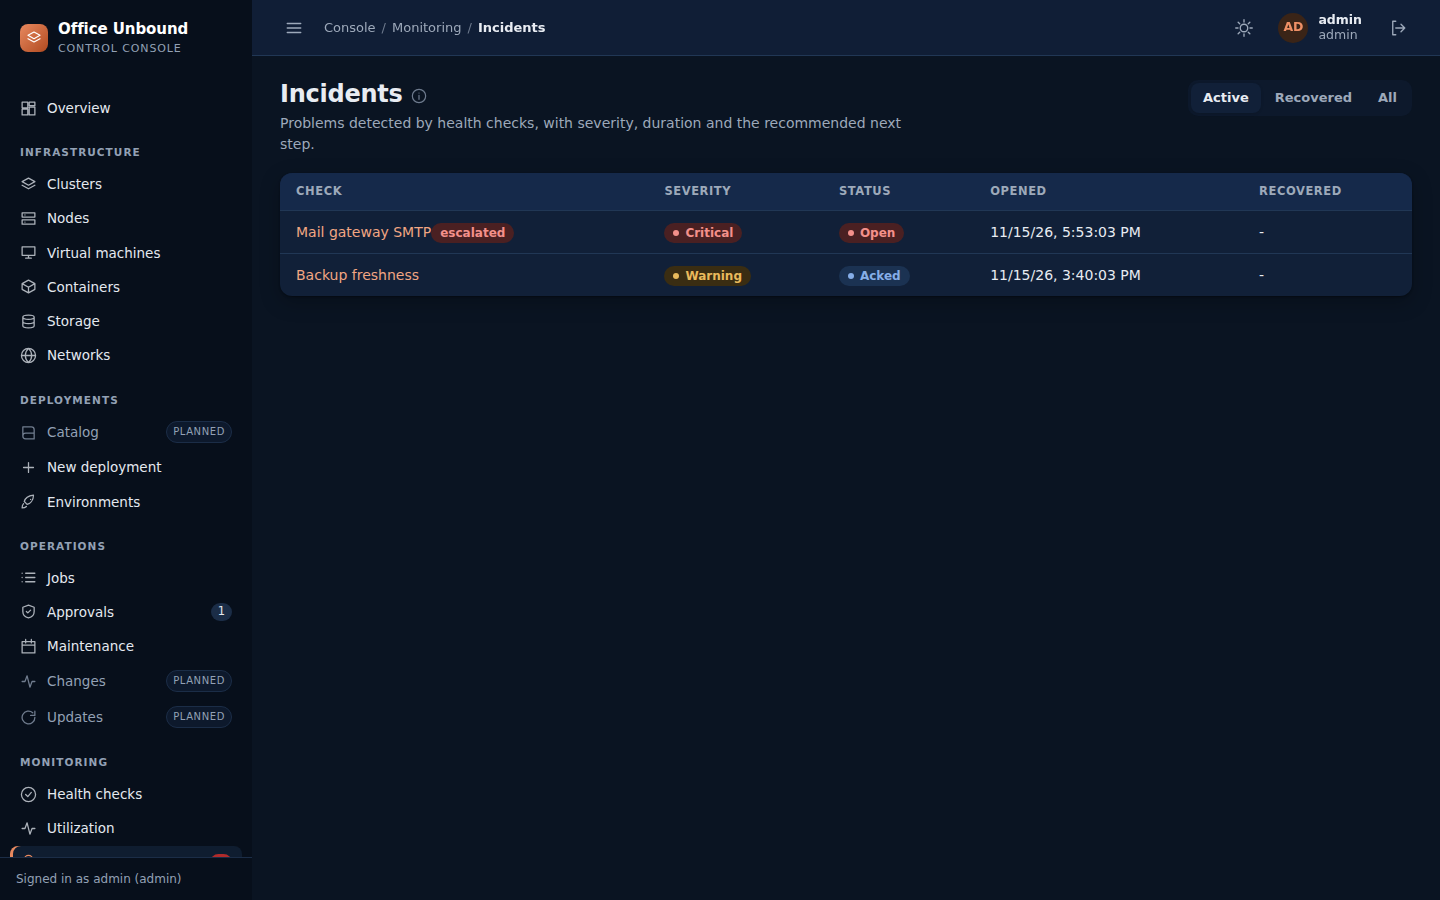 Office Unbound
CONTROL CONSOLE
Overview
INFRASTRUCTURE
Clusters
Nodes
Virtual machines
Containers
Storage
Networks
DEPLOYMENTS
Catalog PLANNED
New deployment
Environments
OPERATIONS
Jobs
Approvals 1
Maintenance
Changes PLANNED
Updates PLANNED
MONITORING
Health checks
Utilization
Signed in as admin (admin)
Console / Monitoring / Incidents
AD admin
admin
Incidents
Problems detected by health checks, with severity, duration and the recommended next
step.
Active Recovered All
CHECK SEVERITY STATUS OPENED RECOVERED
Mail gateway SMTP escalated Critical Open 11/15/26, 5:53:03 PM -
Backup freshness Warning Acked 11/15/26, 3:40:03 PM -